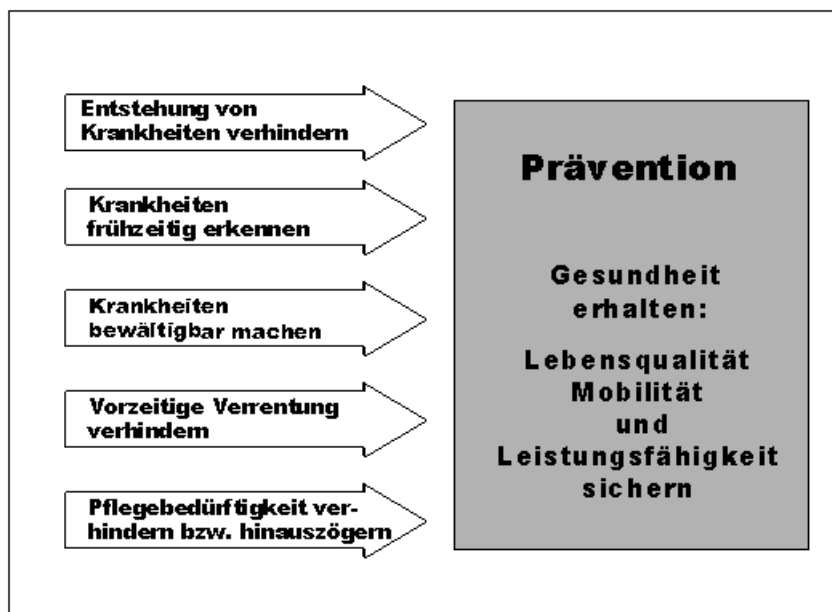 Entstehung von
Krankheiten verhindern
Krankheiten
frühzeitig erkennen
Krankheiten
bewältigbar machen
Vorzeitige Verrentung
verhindern
Pflegebedürftigkeit ver-
hindern bzw. hinauszögern
Prävention
Gesundheit
erhalten:
Lebensqualität
Mobilität
und
Leistungsfähigkeit
sichern